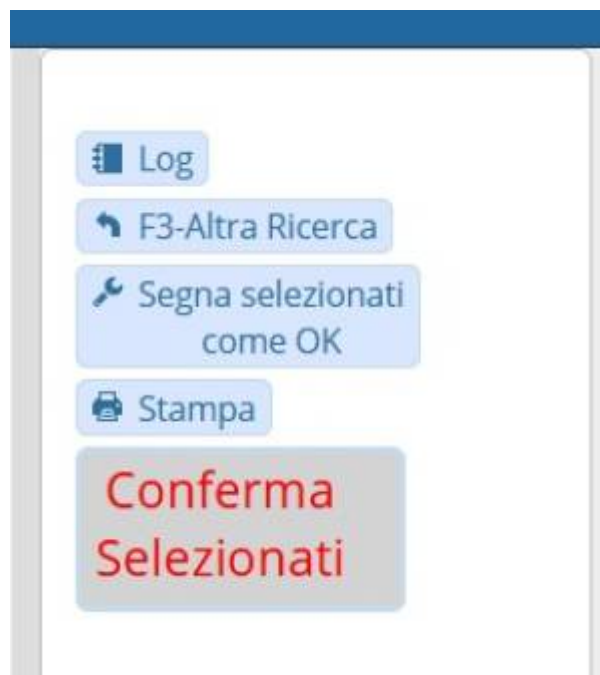 Log
F3-Altra Ricerca
Segna selezionati
come OK
Stampa
Conferma
Selezionati